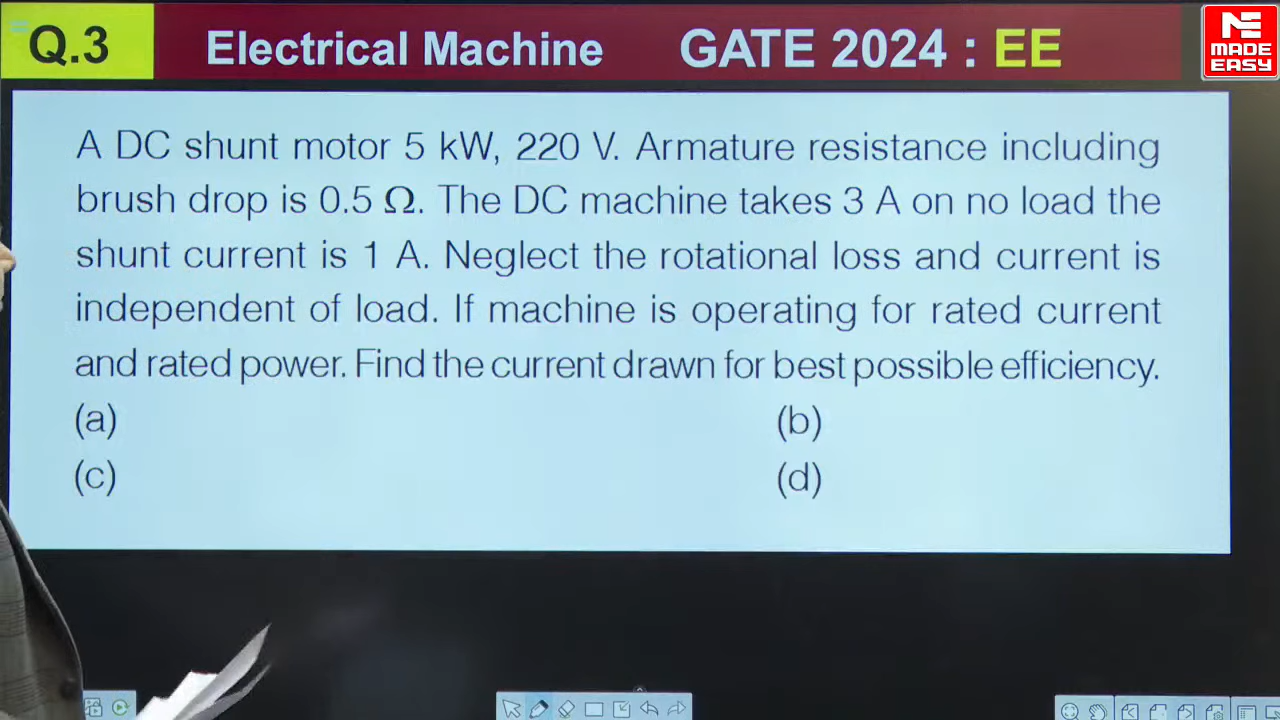 Q.3
Electrical Machine
GATE 2024 : EE
MADE
EASY
A DC shunt motor 5 kW, 220 V. Armature resistance including
brush drop is 0.5 Ω. The DC machine takes 3 A on no load the
shunt current is 1 A. Neglect the rotational loss and current is
independent of load. If machine is operating for rated current
and rated power. Find the current drawn for best possible efficiency.
(a)
(b)
(c)
(d)